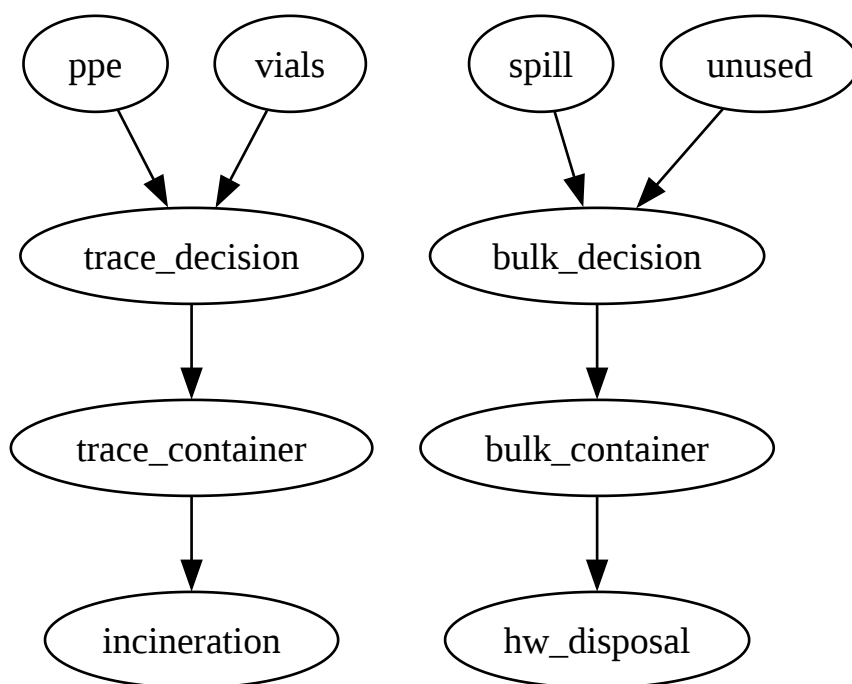 ppe
vials
spill
unused
trace_decision
bulk_decision
trace_container
bulk_container
incineration
hw_disposal